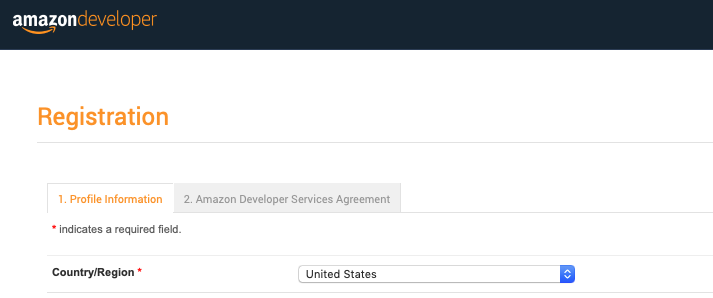 amazondeveloper
Registration
1. Profile Information 2. Amazon Developer Services Agreement
* indicates a required field.
Country/Region * United States